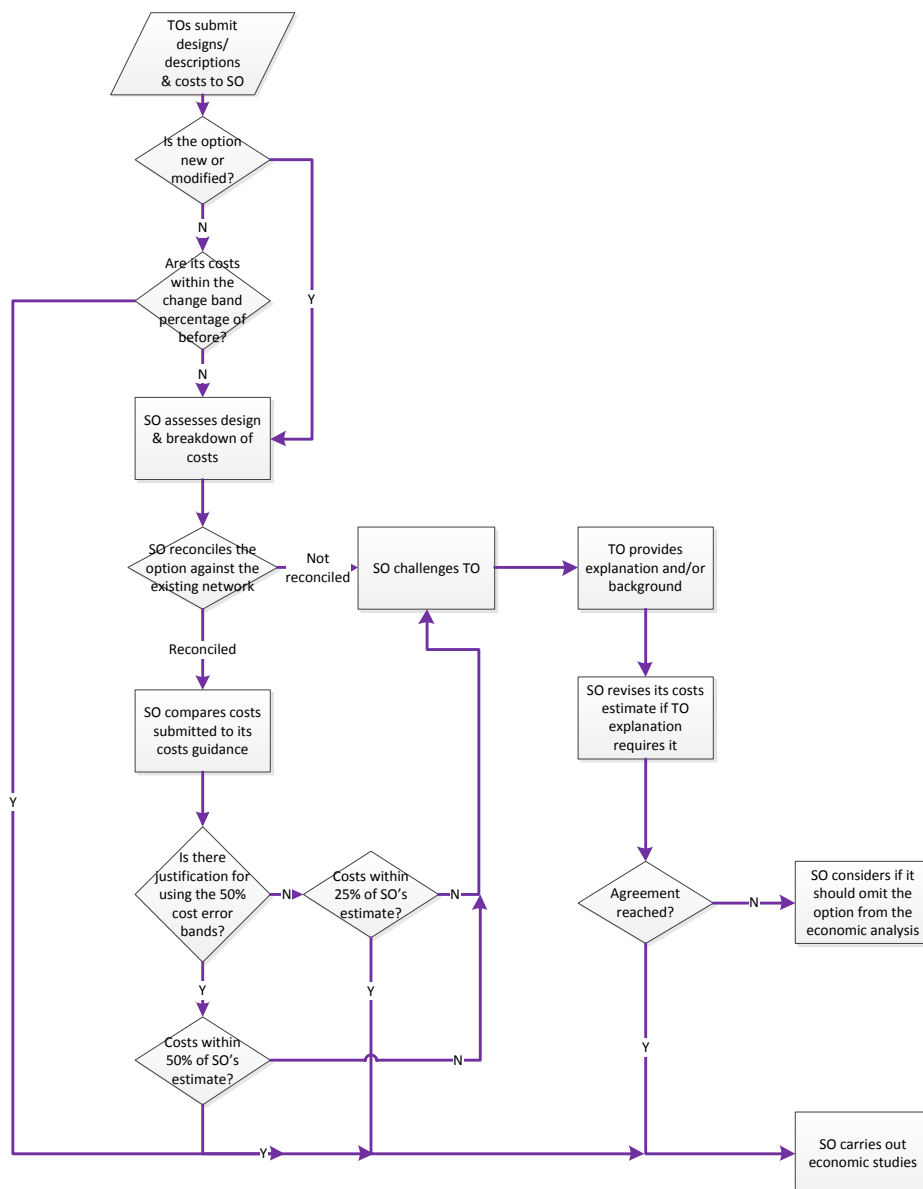 TOs submit
designs/
descriptions
& costs to SO
Is the option
new or
modified?
N
Y
Are its costs
within the
change band
percentage of
before?
N
Y
SO assesses design
& breakdown of
costs
SO reconciles the
option against the
existing network
Not
reconciled
SO challenges TO
TO provides
explanation and/or
background
Reconciled
SO compares costs
submitted to its
costs guidance
SO revises its costs
estimate if TO
explanation
requires it
Is there
justification for
using the 50%
cost error
bands?
N
Costs within
25% of SO's
estimate?
N
Agreement
reached?
N
SO considers if it
should omit the
option from the
economic analysis
Y
Y
Costs within
50% of SO's
estimate?
N
Y
Y
SO carries out
economic studies